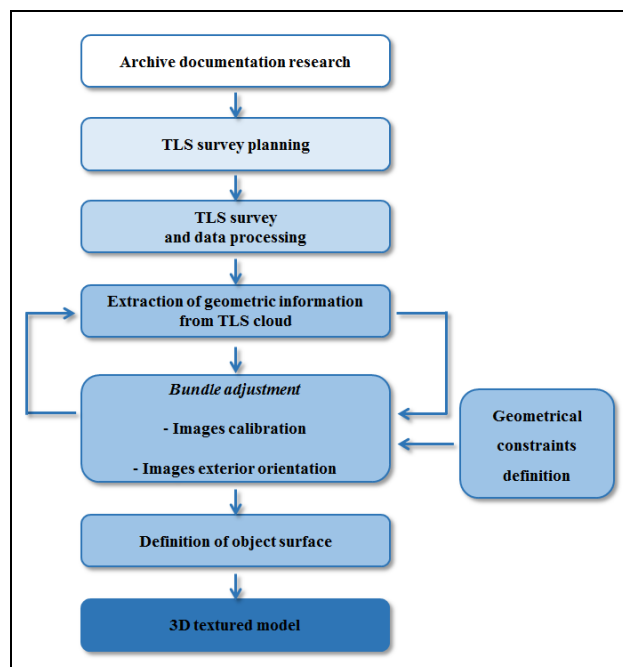 Archive documentation research
TLS survey planning
TLS survey
and data processing
Extraction of geometric information
from TLS cloud
Bundle adjustment
- Images calibration
- Images exterior orientation
Geometrical
constraints
definition
Definition of object surface
3D textured model